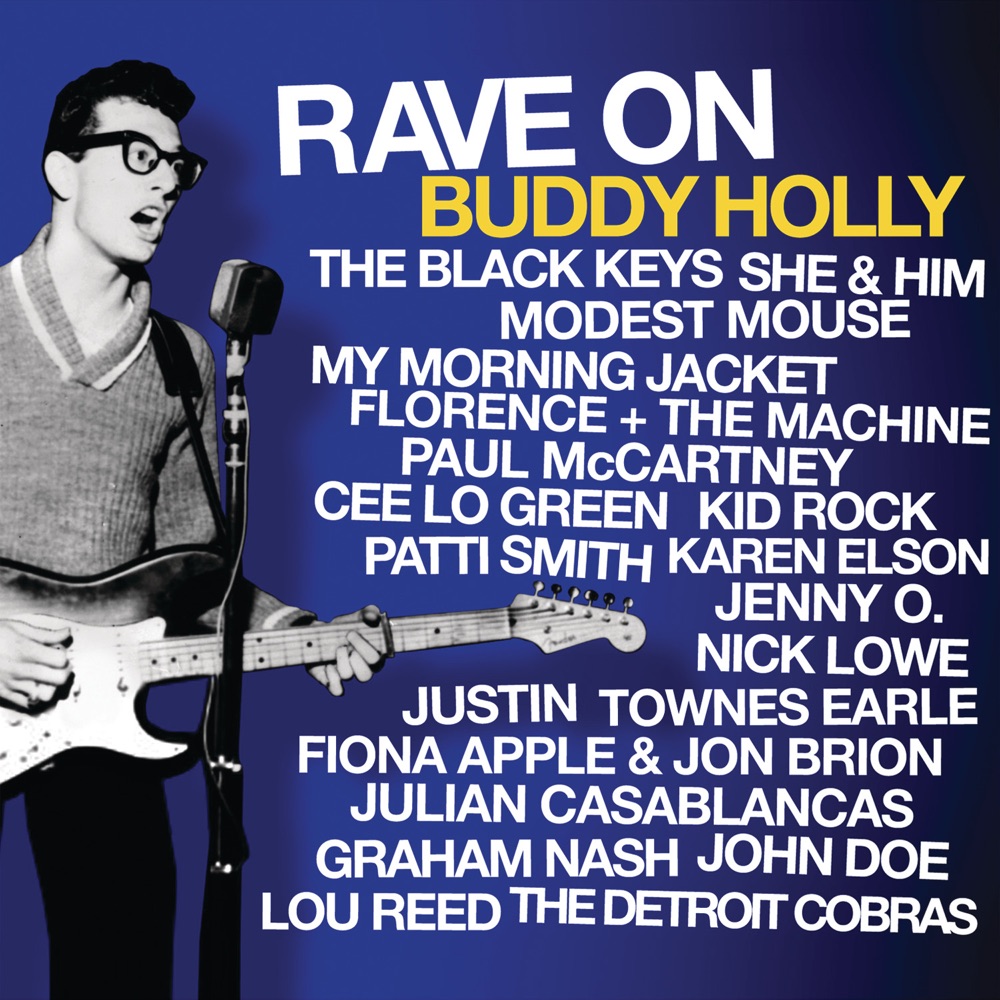 RAVE ON
BUDDY HOLLY
THE BLACK KEYS SHE & HIM
MODEST MOUSE
MY MORNING JACKET
FLORENCE + THE MACHINE
PAUL McCARTNEY
CEE LO GREEN KID ROCK
PATTI SMITH KAREN ELSON
JENNY O.
NICK LOWE
JUSTIN TOWNES EARLE
FIONA APPLE & JON BRION
JULIAN CASABLANCAS
GRAHAM NASH JOHN DOE
LOU REED THE DETROIT COBRAS